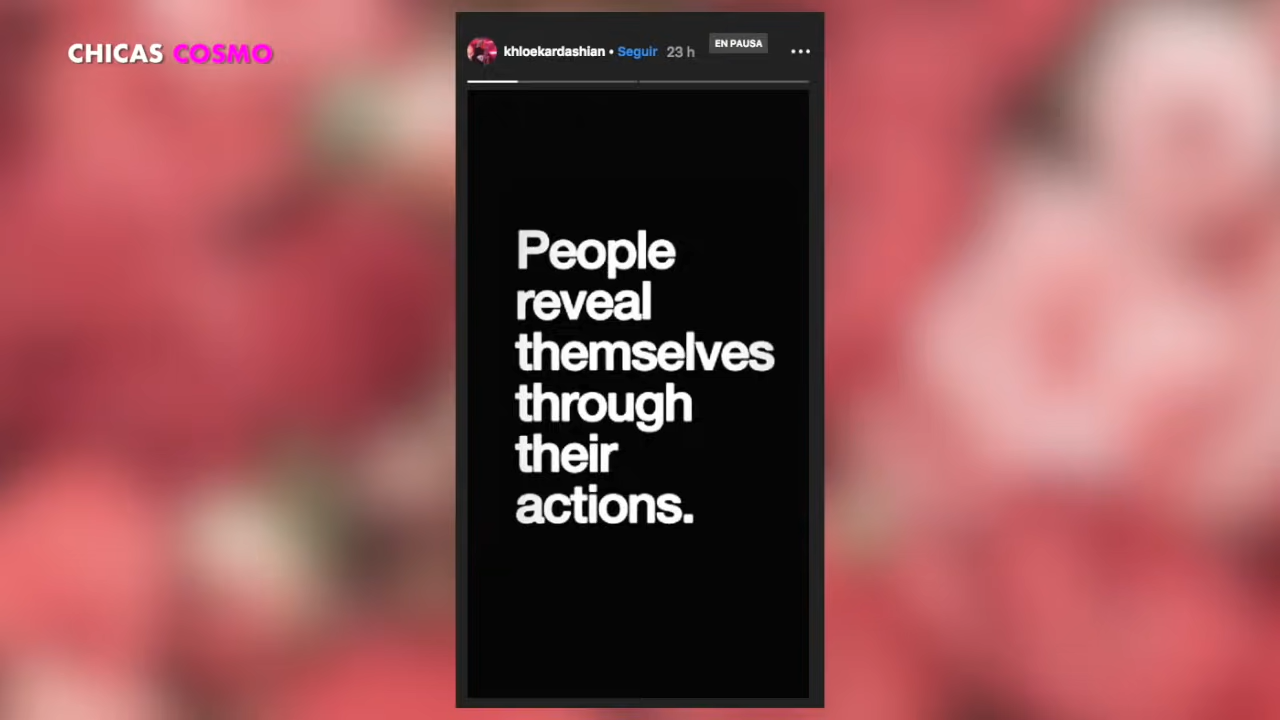 CHICAS COSMO
khloekardashian • Seguir 23 h EN PAUSA
People
reveal
themselves
through
their
actions.